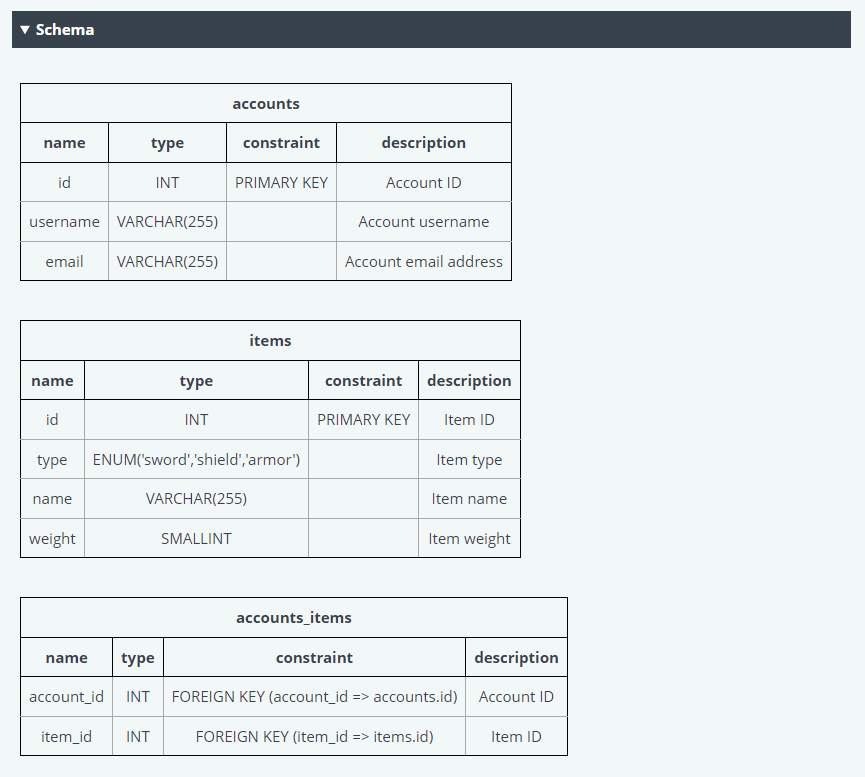 ▼ Schema
accounts
name type constraint description
id INT PRIMARY KEY Account ID
username VARCHAR(255) Account username
email VARCHAR(255) Account email address
items
name type constraint description
id INT PRIMARY KEY Item ID
type ENUM('sword','shield','armor') Item type
name VARCHAR(255) Item name
weight SMALLINT Item weight
accounts_items
name type constraint description
account_id INT FOREIGN KEY (account_id => accounts.id) Account ID
item_id INT FOREIGN KEY (item_id => items.id) Item ID